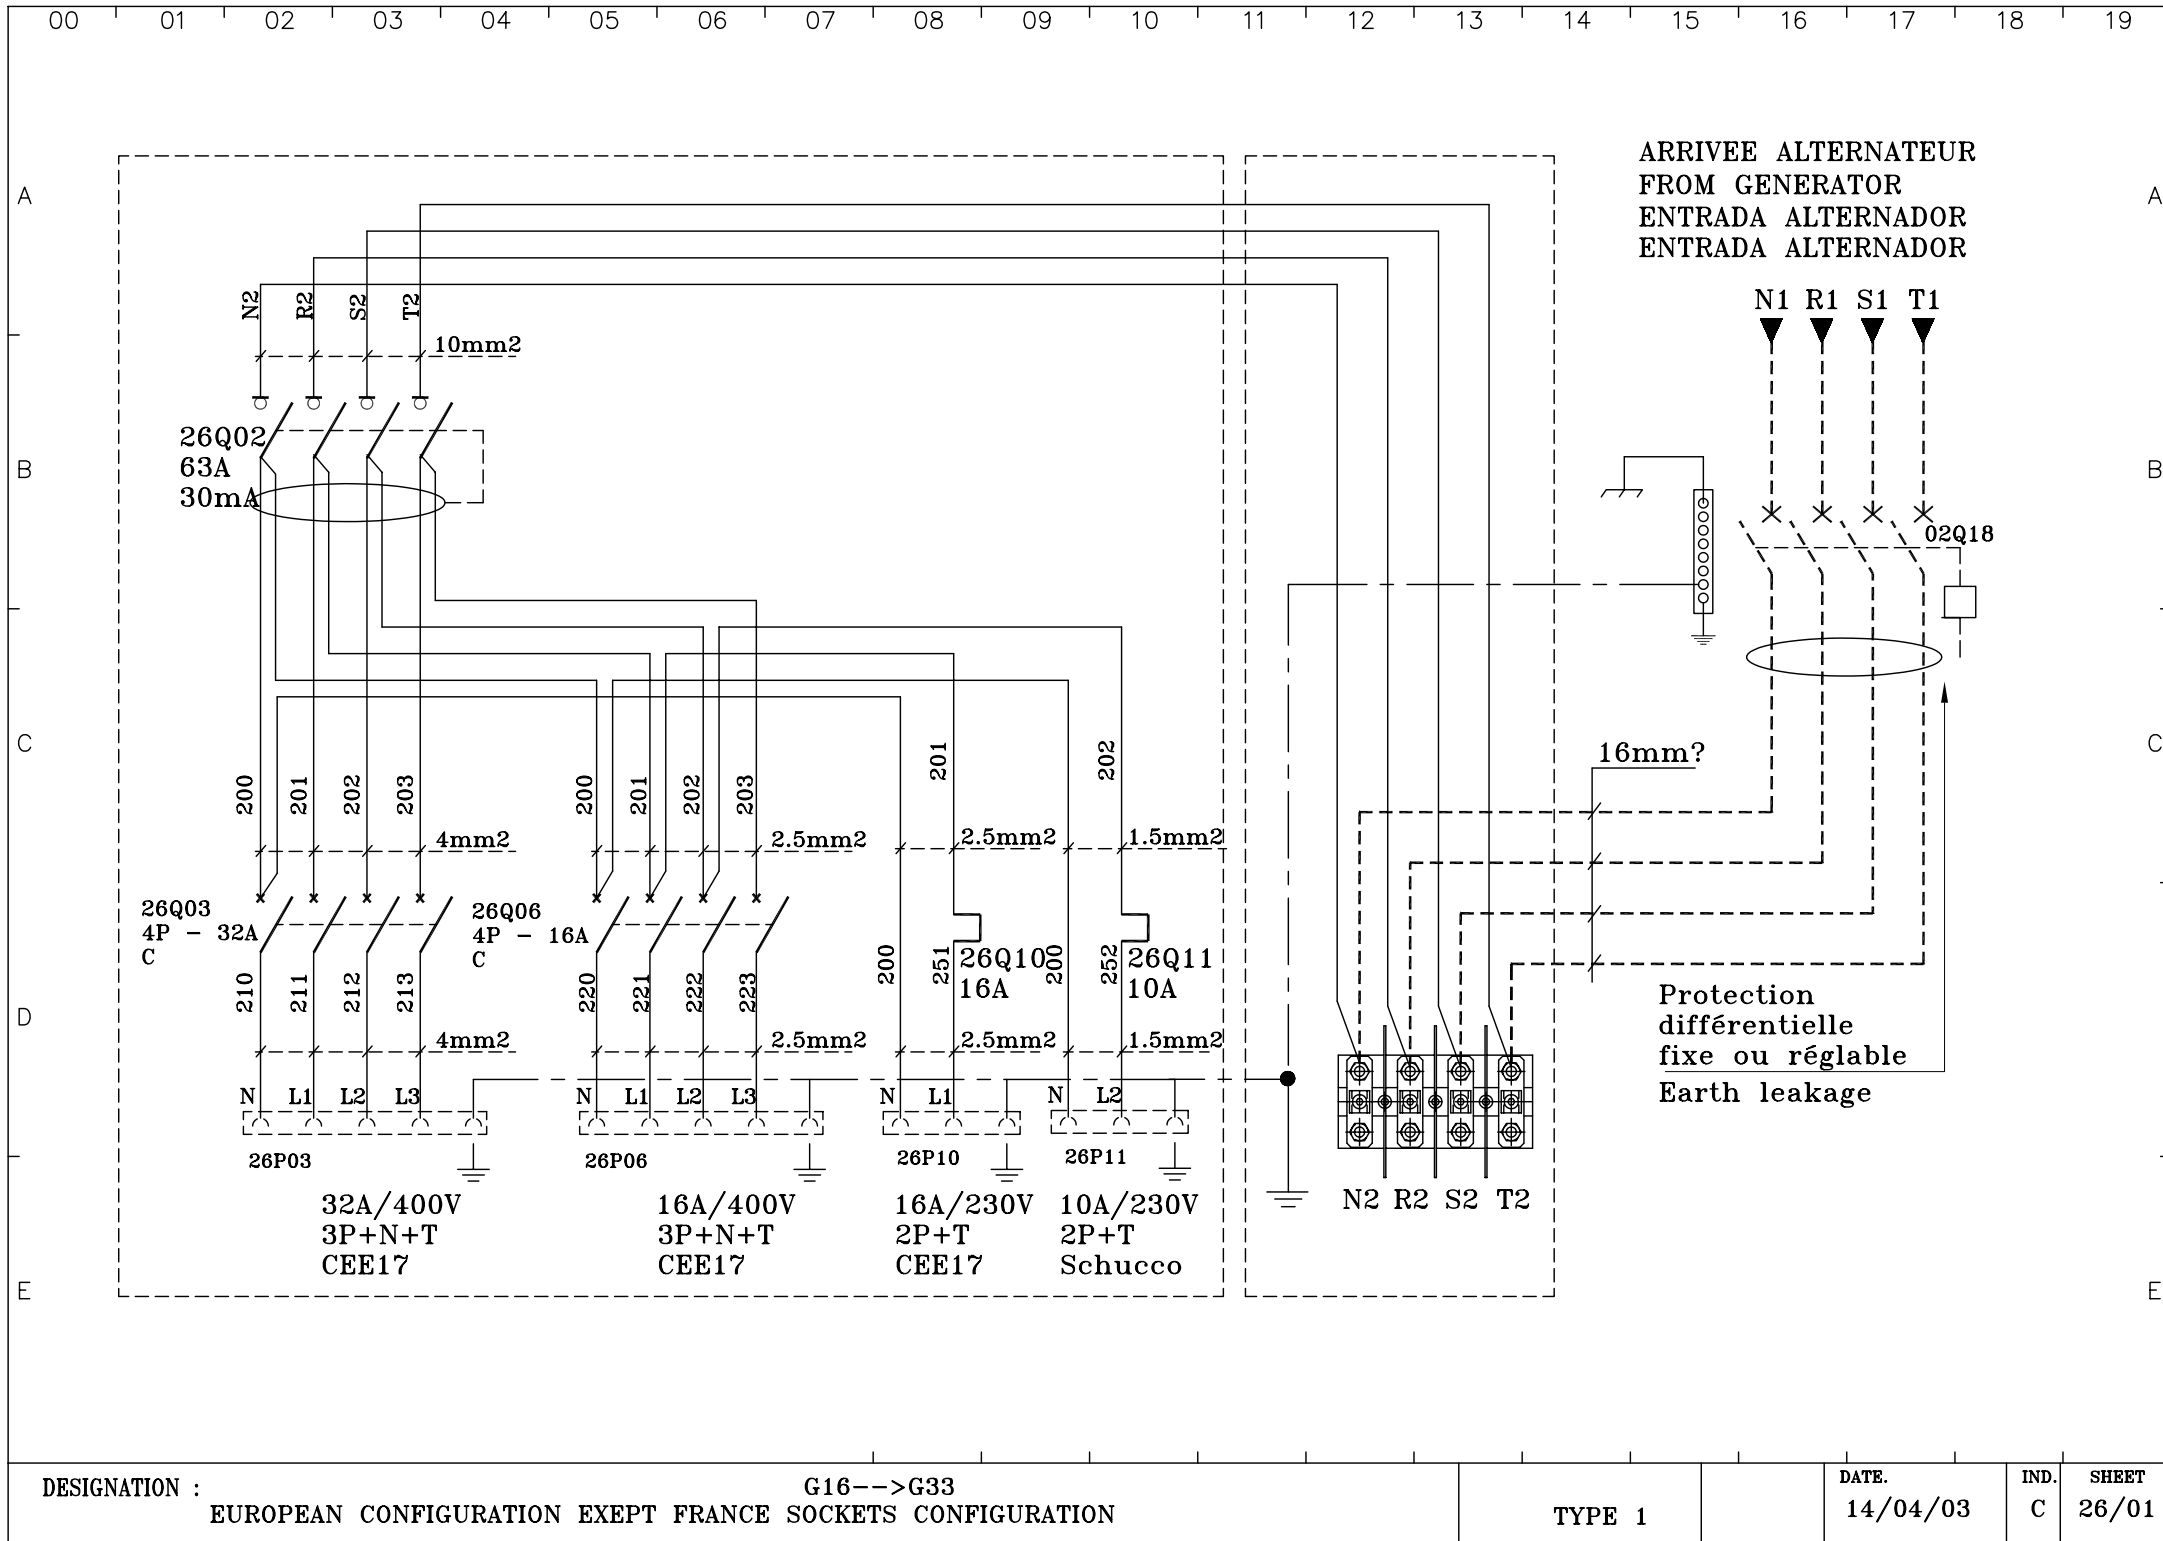 00 01 02 03 04 05 06 07 08 09 10 11 12 13 14 15 16 17 18 19
ARRIVEE ALTERNATEUR
FROM GENERATOR
ENTRADA ALTERNADOR
ENTRADA ALTERNADOR
A A
N2 R2 S2 T2
N1 R1 S1 T1
10mm2
26Q02
63A
30mA
B B
02Q18
C C
16mm?
201 202
200 201 202 203 200 201 202 203
4mm2 2.5mm2 2.5mm2 1.5mm2
26Q03
4P - 32A
C
26Q06
4P - 16A
C
26Q10
16A
26Q11
10A
210 211 212 213 220 221 222 223 200 251 200 252
D D
Protection
différentielle
fixe ou réglable
Earth leakage
4mm2 2.5mm2 2.5mm2 1.5mm2
N L1 L2 L3 N L1 L2 L3 N L1 N L2
26P03 26P06 26P10 26P11
32A/400V
3P+N+T
CEE17
16A/400V
3P+N+T
CEE17
16A/230V
2P+T
CEE17
10A/230V
2P+T
Schucco
N2 R2 S2 T2
E E
DESIGNATION :
G16-->G33
EUROPEAN CONFIGURATION EXEPT FRANCE SOCKETS CONFIGURATION
TYPE 1
DATE.
14/04/03
IND.
C
SHEET
26/01